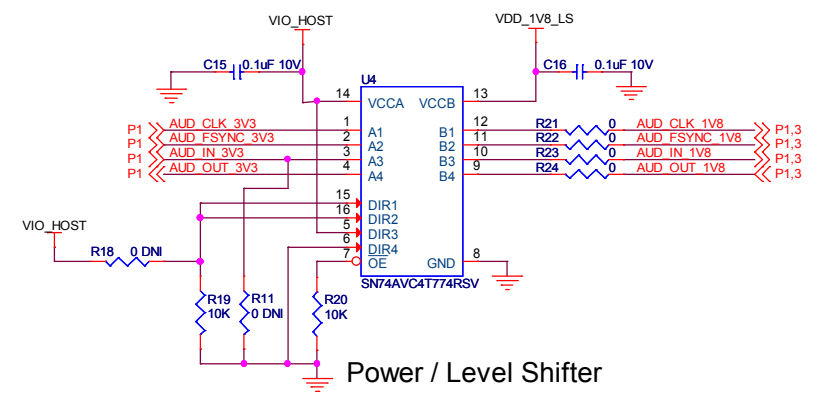 VIO_HOST
VDD_1V8_LS
C15 0.1uF 10V
C16 0.1uF 10V
U4
14 VCCA VCCB 13
P1 AUD_CLK_3V3 1 A1 B1 12 R21 0 AUD_CLK_1V8 P1,3
P1 AUD_FSYNC_3V3 2 A2 B2 11 R22 0 AUD_FSYNC_1V8 P1,3
P1 AUD_IN_3V3 3 A3 B3 10 R23 0 AUD_IN_1V8 P1,3
P1 AUD_OUT_3V3 4 A4 B4 9 R24 0 AUD_OUT_1V8 P1,3
15 DIR1
16 DIR2
5 DIR3
6 DIR4
7 OE GND 8
SN74AVC4T774RSV
VIO_HOST
R18 0 DNI
R19
10K
R11
0 DNI
R20
10K
Power / Level Shifter